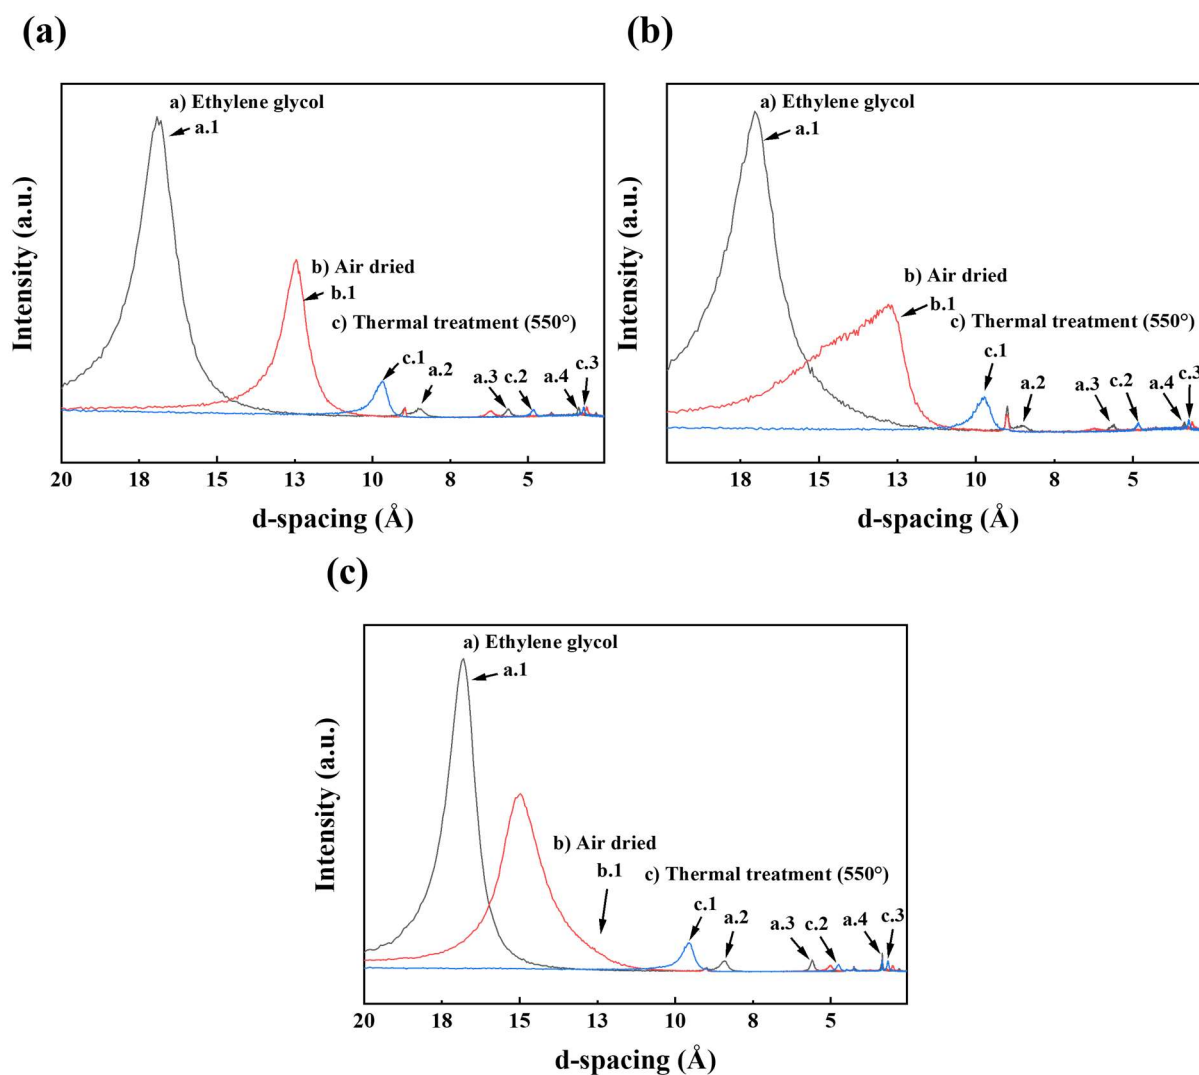 (a)
a) Ethylene glycol
a.1
b) Air dried
b.1
c) Thermal treatment (550°)
c.1
a.2
a.3
c.2
a.4
c.3
Intensity (a.u.)
20
18
15
13
10
8
5
d-spacing (Å)
(b)
a) Ethylene glycol
a.1
b) Air dried
b.1
c) Thermal treatment (550°)
c.1
a.2
a.3
c.2
a.4
c.3
Intensity (a.u.)
18
15
13
10
8
5
d-spacing (Å)
(c)
a) Ethylene glycol
a.1
b) Air dried
b.1
c) Thermal treatment (550°)
c.1
a.2
a.3
c.2
a.4
c.3
Intensity (a.u.)
20
18
15
13
10
8
5
d-spacing (Å)